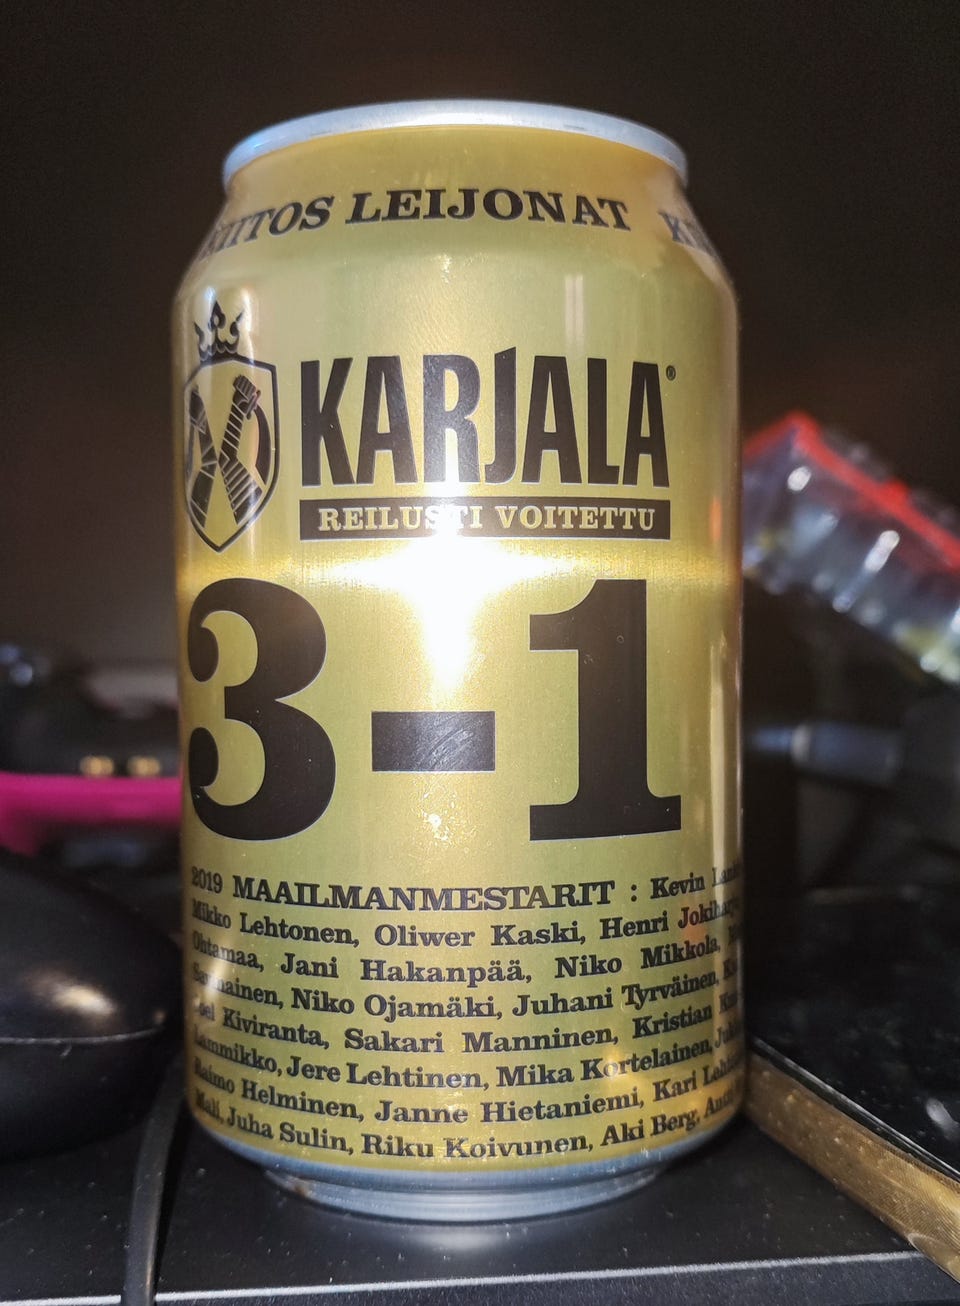 KIITOS LEIJONAT
KARJALA®
REILUSTI VOITETTU
3-1
2019 MAAILMANMESTARIT : Kevin
Mikko Lehtonen, Oliwer Kaski, Henri
Ohtamaa, Jani Hakanpää, Niko Mikkola,
Niko Ojamäki, Juhani Tyrväinen,
Kiviranta, Sakari Manninen, Kristian
Lammikko, Jere Lehtinen, Mika Kortelainen,
Raimo Helminen, Janne Hietaniemi, Kari
Mali, Juha Sulin, Riku Koivunen, Aki Berg,